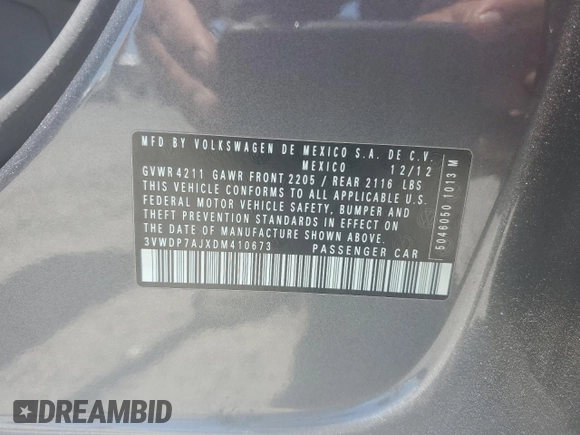 MFD BY VOLKSWAGEN DE MEXICO S.A. DE C.V.
MEXICO 12/12
GVWR 4211 GAWR FRONT 2205 / REAR 2116 LBS
THIS VEHICLE CONFORMS TO ALL APPLICABLE U.S.
FEDERAL MOTOR VEHICLE SAFETY, BUMPER AND
THEFT PREVENTION STANDARDS IN EFFECT ON
THE DATE OF MANUFACTURE SHOWN ABOVE.
3VWDP7AJXDM410673 PASSENGER CAR
5046050 1013 M
DREAMBID